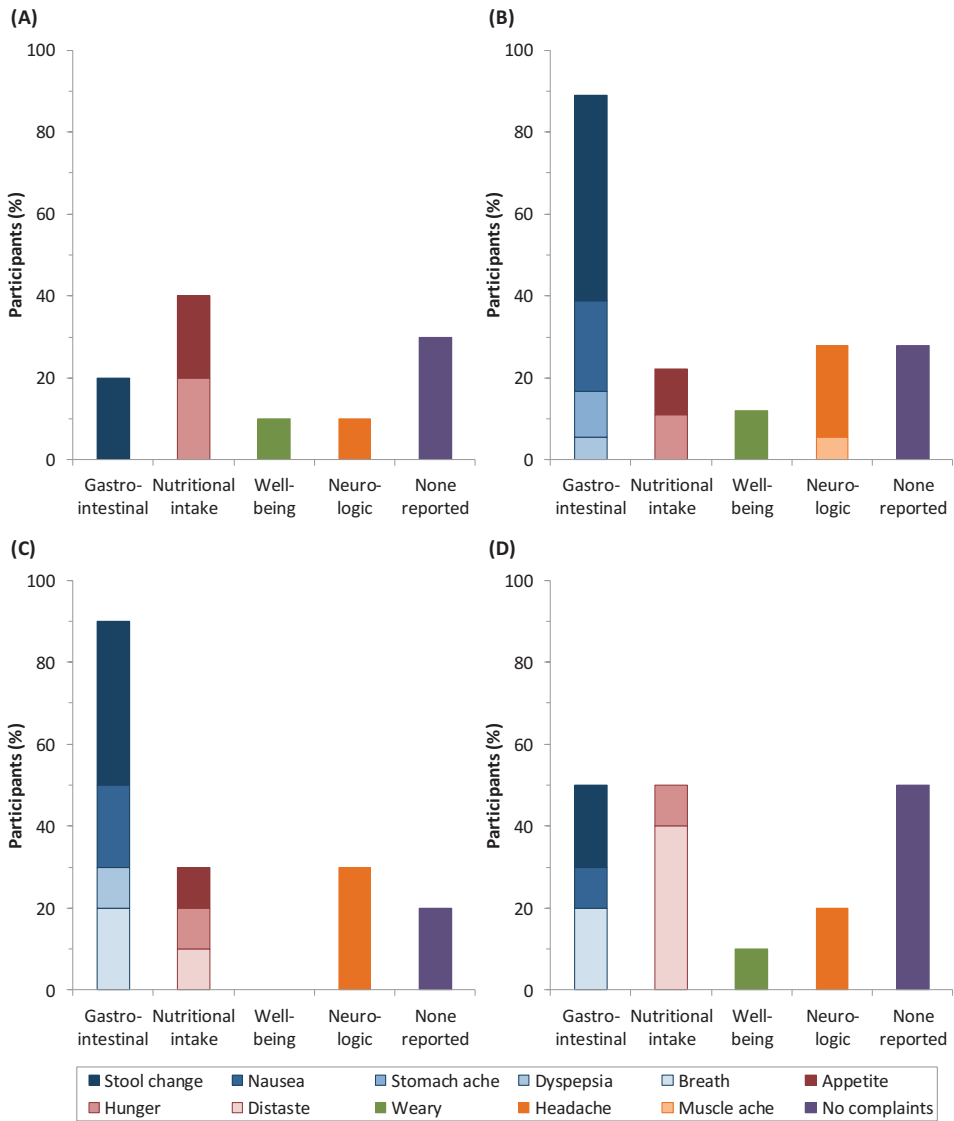 (A)
100
80
60
40
20
0
Participants (%)
Gastro-
intestinal
Nutritional
intake
Well-
being
Neuro-
logic
None
reported
(B)
100
80
60
40
20
0
Participants (%)
Gastro-
intestinal
Nutritional
intake
Well-
being
Neuro-
logic
None
reported
(C)
100
80
60
40
20
0
Participants (%)
Gastro-
intestinal
Nutritional
intake
Well-
being
Neuro-
logic
None
reported
(D)
100
80
60
40
20
0
Participants (%)
Gastro-
intestinal
Nutritional
intake
Well-
being
Neuro-
logic
None
reported
Stool change Nausea Stomach ache Dyspepsia Breath Appetite
Hunger Distaste Weary Headache Muscle ache No complaints